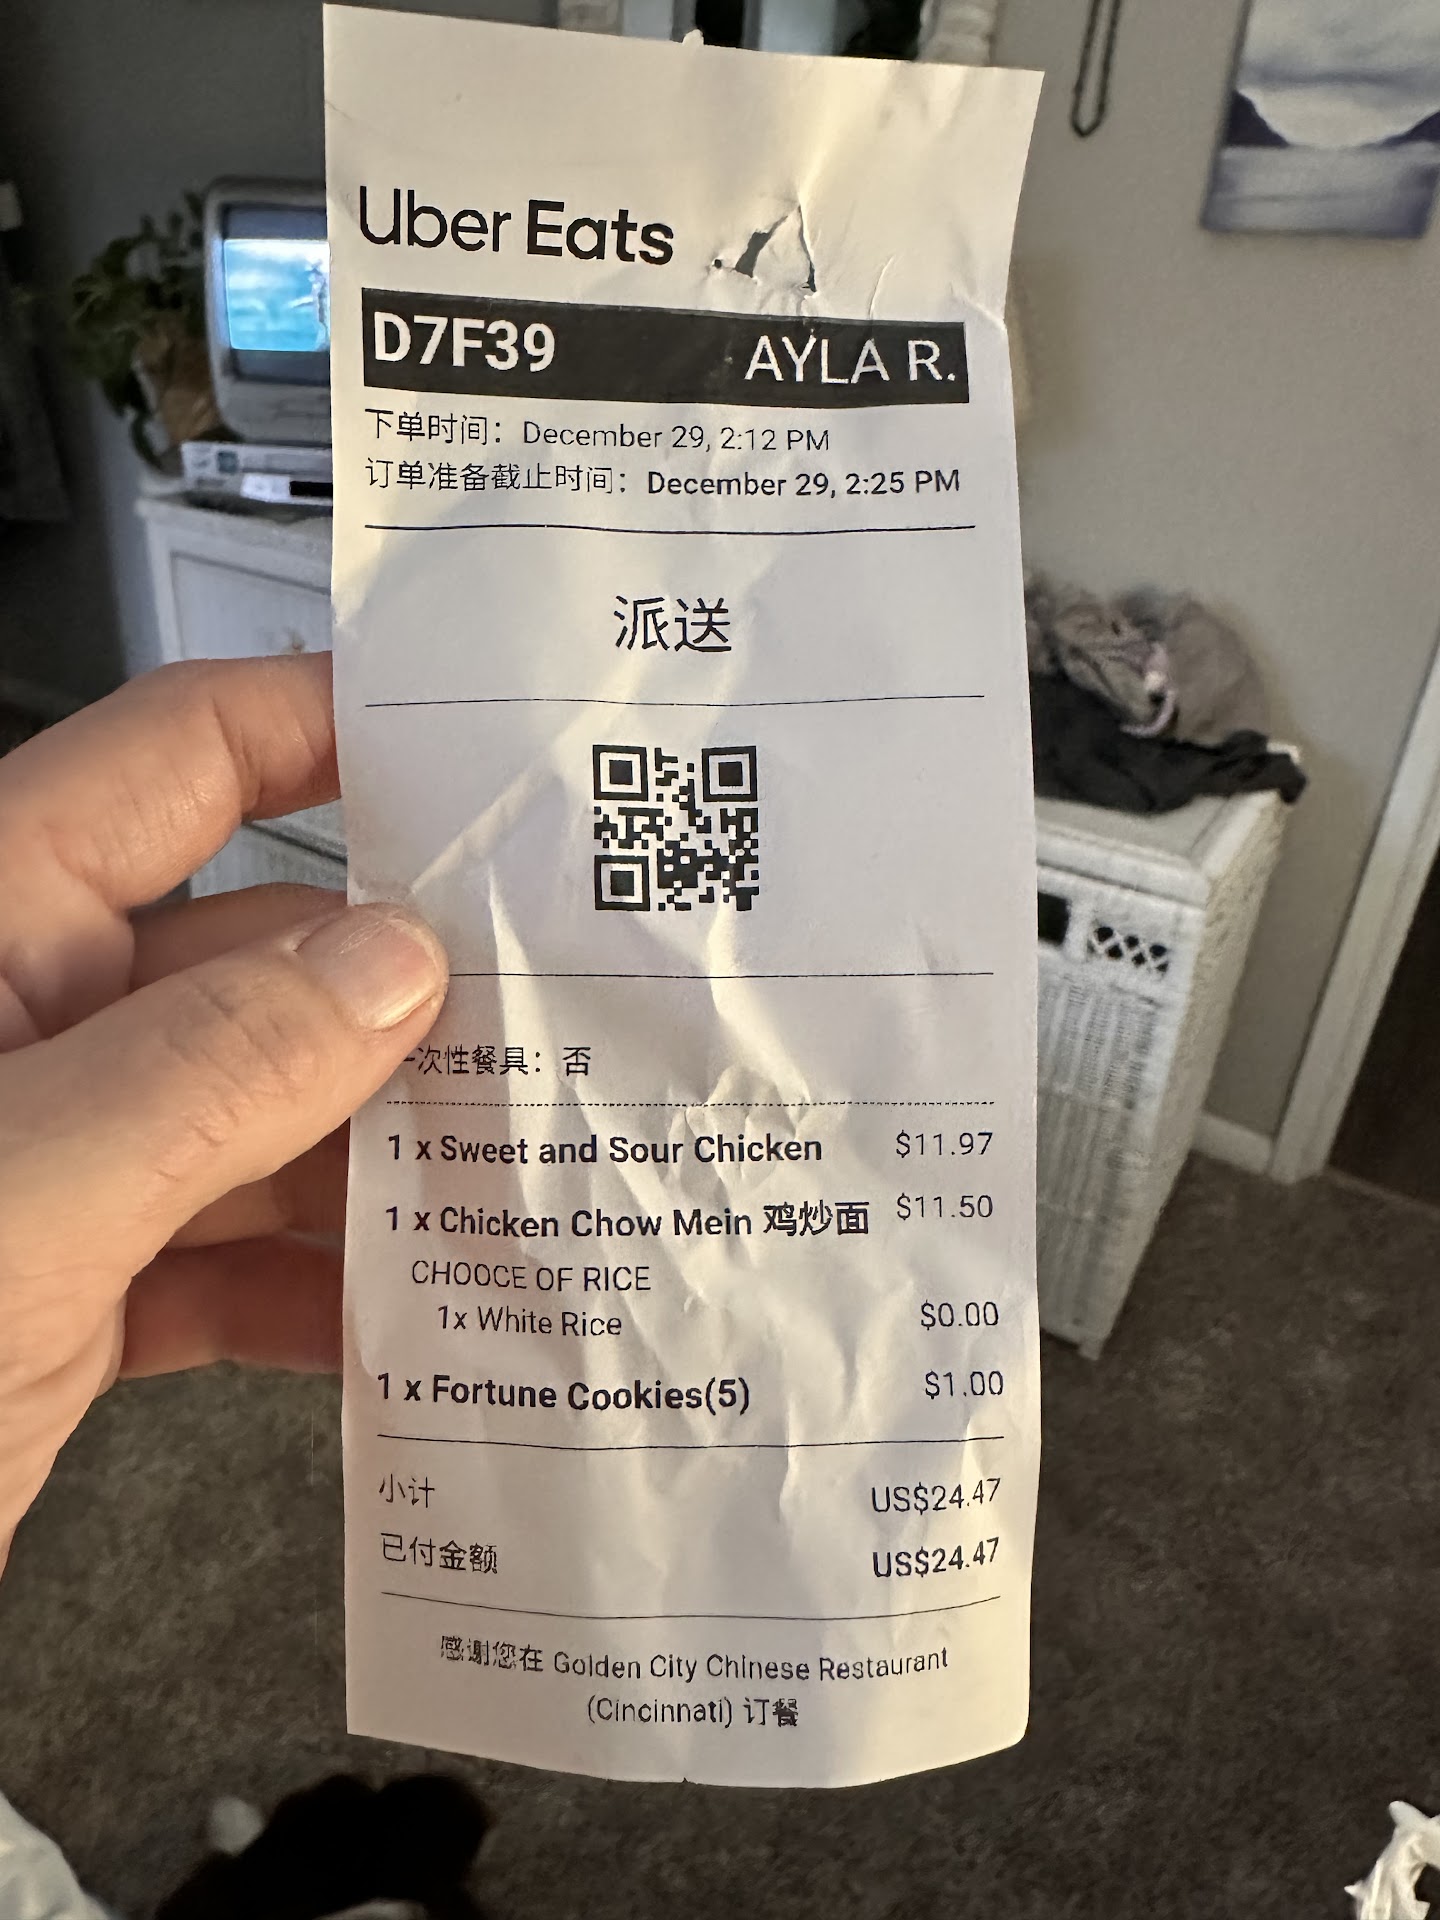 Uber Eats
D7F39 AYLA R.
下单时间： December 29, 2:12 PM
订单准备截止时间： December 29, 2:25 PM
派送
一次性餐具： 否
1 x Sweet and Sour Chicken $11.97
1 x Chicken Chow Mein 鸡炒面 $11.50
CHOOCE OF RICE
1x White Rice $0.00
1 x Fortune Cookies(5) $1.00
小计 US$24.47
已付金额 US$24.47
感谢您在 Golden City Chinese Restaurant
(Cincinnati) 订餐